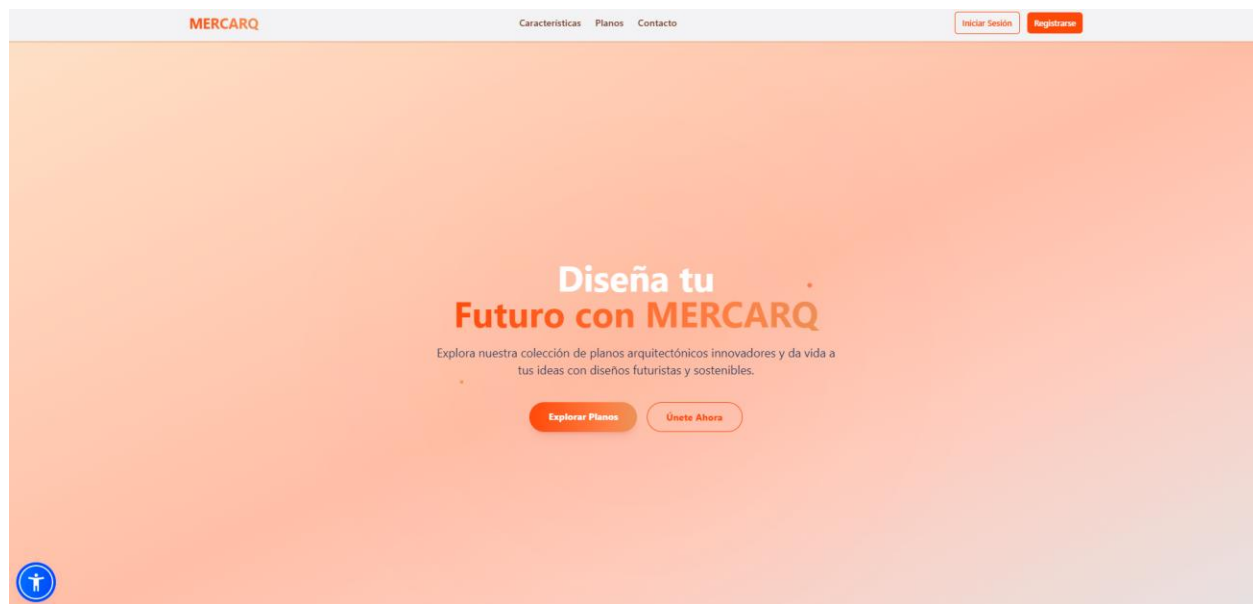 MERCARQ
Características Planos Contacto
Iniciar Sesión Registrarse
Diseña tu
Futuro con MERCARQ
Explora nuestra colección de planos arquitectónicos innovadores y da vida a
tus ideas con diseños futuristas y sostenibles.
Explorar Planos Únete Ahora